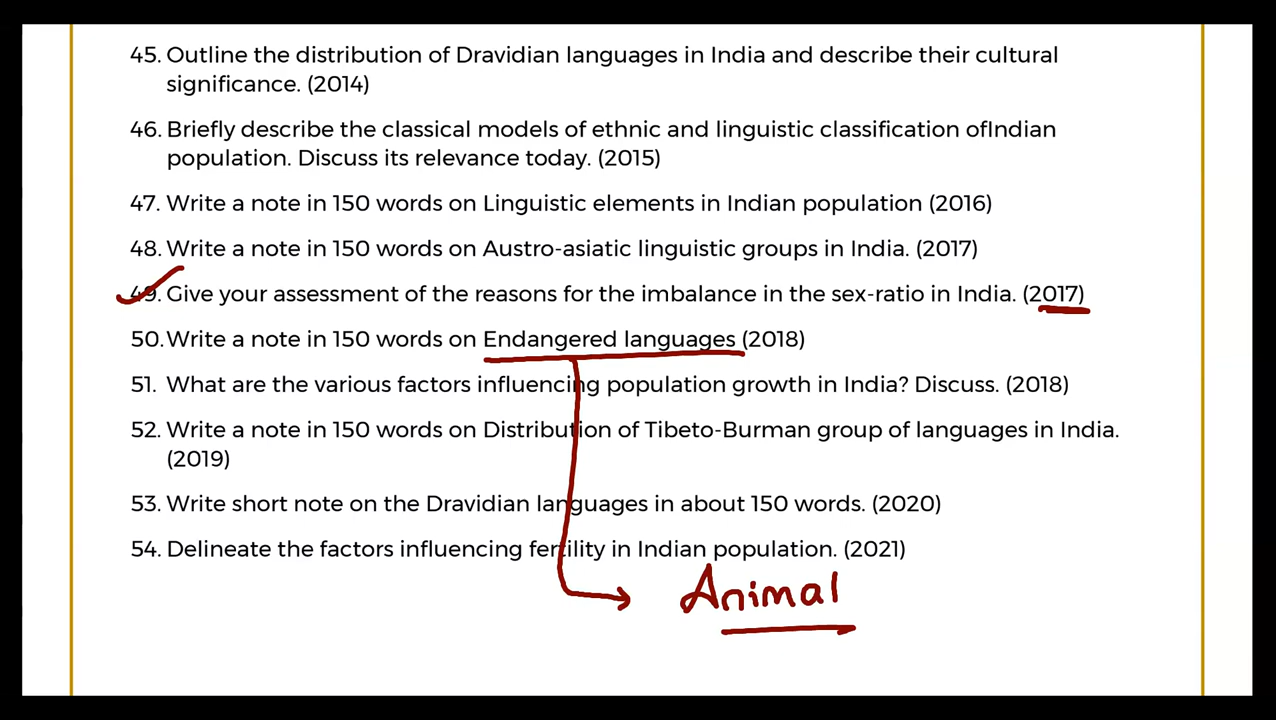 45. Outline the distribution of Dravidian languages in India and describe their cultural
significance. (2014)
46. Briefly describe the classical models of ethnic and linguistic classification ofIndian
population. Discuss its relevance today. (2015)
47. Write a note in 150 words on Linguistic elements in Indian population (2016)
48. Write a note in 150 words on Austro-asiatic linguistic groups in India. (2017)
49. Give your assessment of the reasons for the imbalance in the sex-ratio in India. (2017)
50. Write a note in 150 words on Endangered languages (2018)
51. What are the various factors influencing population growth in India? Discuss. (2018)
52. Write a note in 150 words on Distribution of Tibeto-Burman group of languages in India.
(2019)
53. Write short note on the Dravidian languages in about 150 words. (2020)
54. Delineate the factors influencing fertility in Indian population. (2021)
Animal